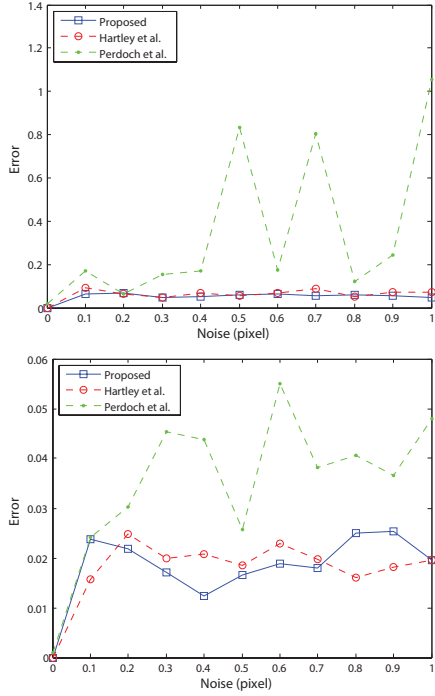 1.4
Proposed
Hartley et al.
Perdoch et al.
1.2
1
0.8
Error
0.6
0.4
0.2
0
0 0.1 0.2 0.3 0.4 0.5 0.6 0.7 0.8 0.9 1
Noise (pixel)
0.06
Proposed
Hartley et al.
Perdoch et al.
0.05
0.04
Error
0.03
0.02
0.01
0
0 0.1 0.2 0.3 0.4 0.5 0.6 0.7 0.8 0.9 1
Noise (pixel)